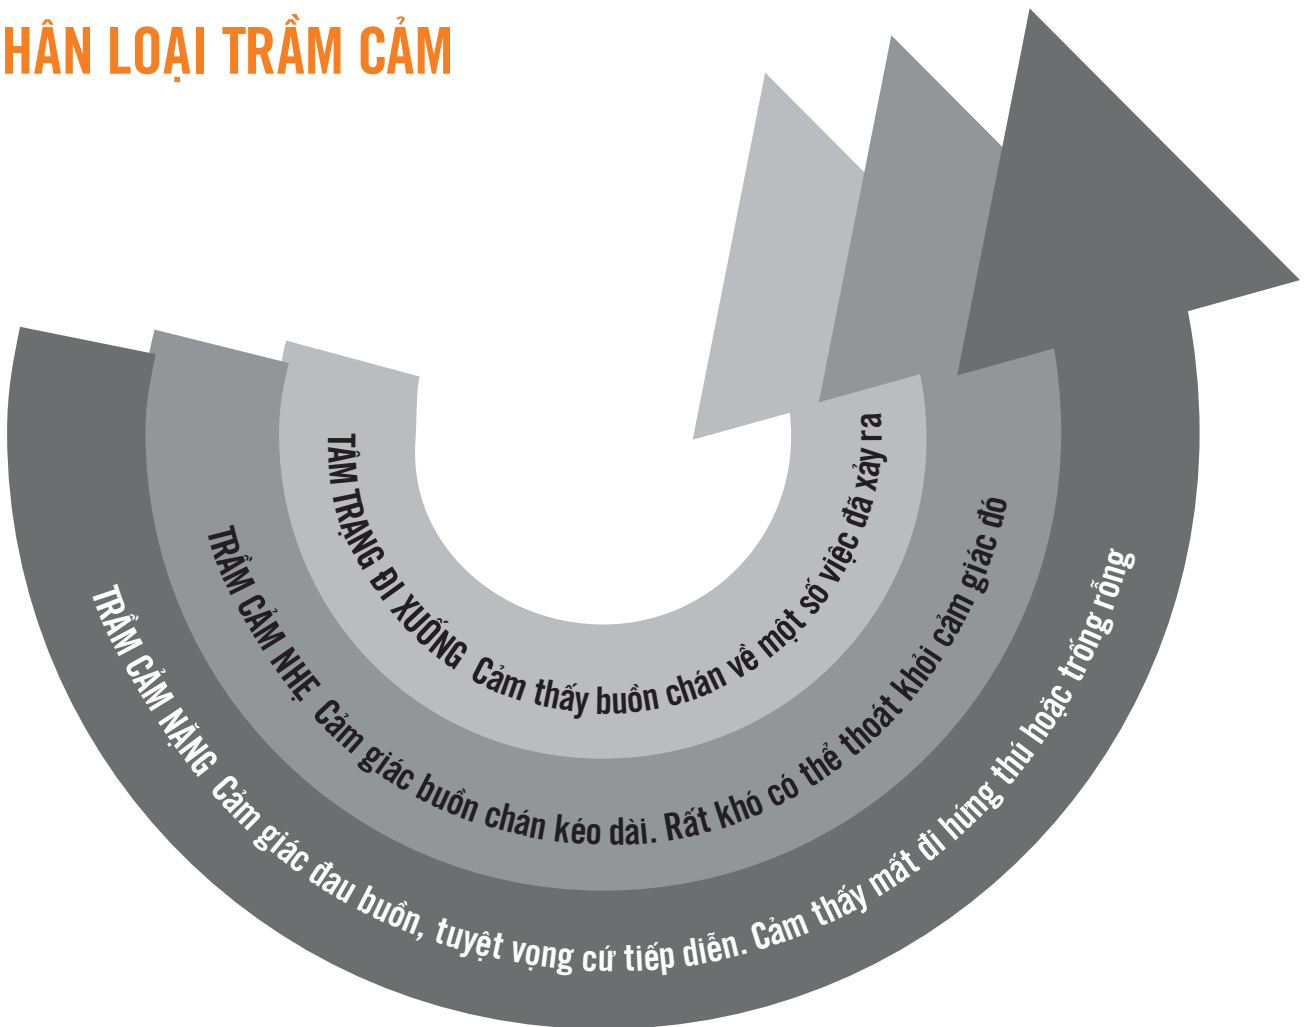 HÂN LOẠI TRẦM CẢM
TÂM TRẠNG ĐI XUỐNG Cảm thấy buồn chán về một số việc đã xảy ra
TRẦM CẢM NHẸ Cảm giác buồn chán kéo dài. Rất khó có thể thoát khỏi cảm giác đó
TRẦM CẢM NẶNG Cảm giác đau buồn, tuyệt vọng cứ tiếp diễn. Cảm thấy mất đi hứng thú hoặc trống rỗng